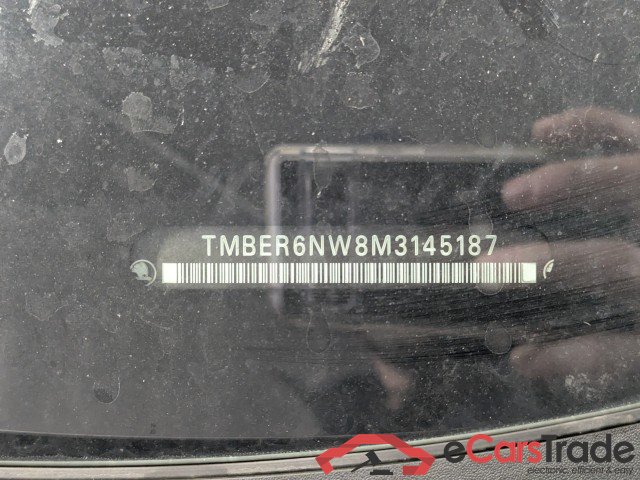 TMBER6NW8M3145187
eCarsTrade
electronic, efficient & easy